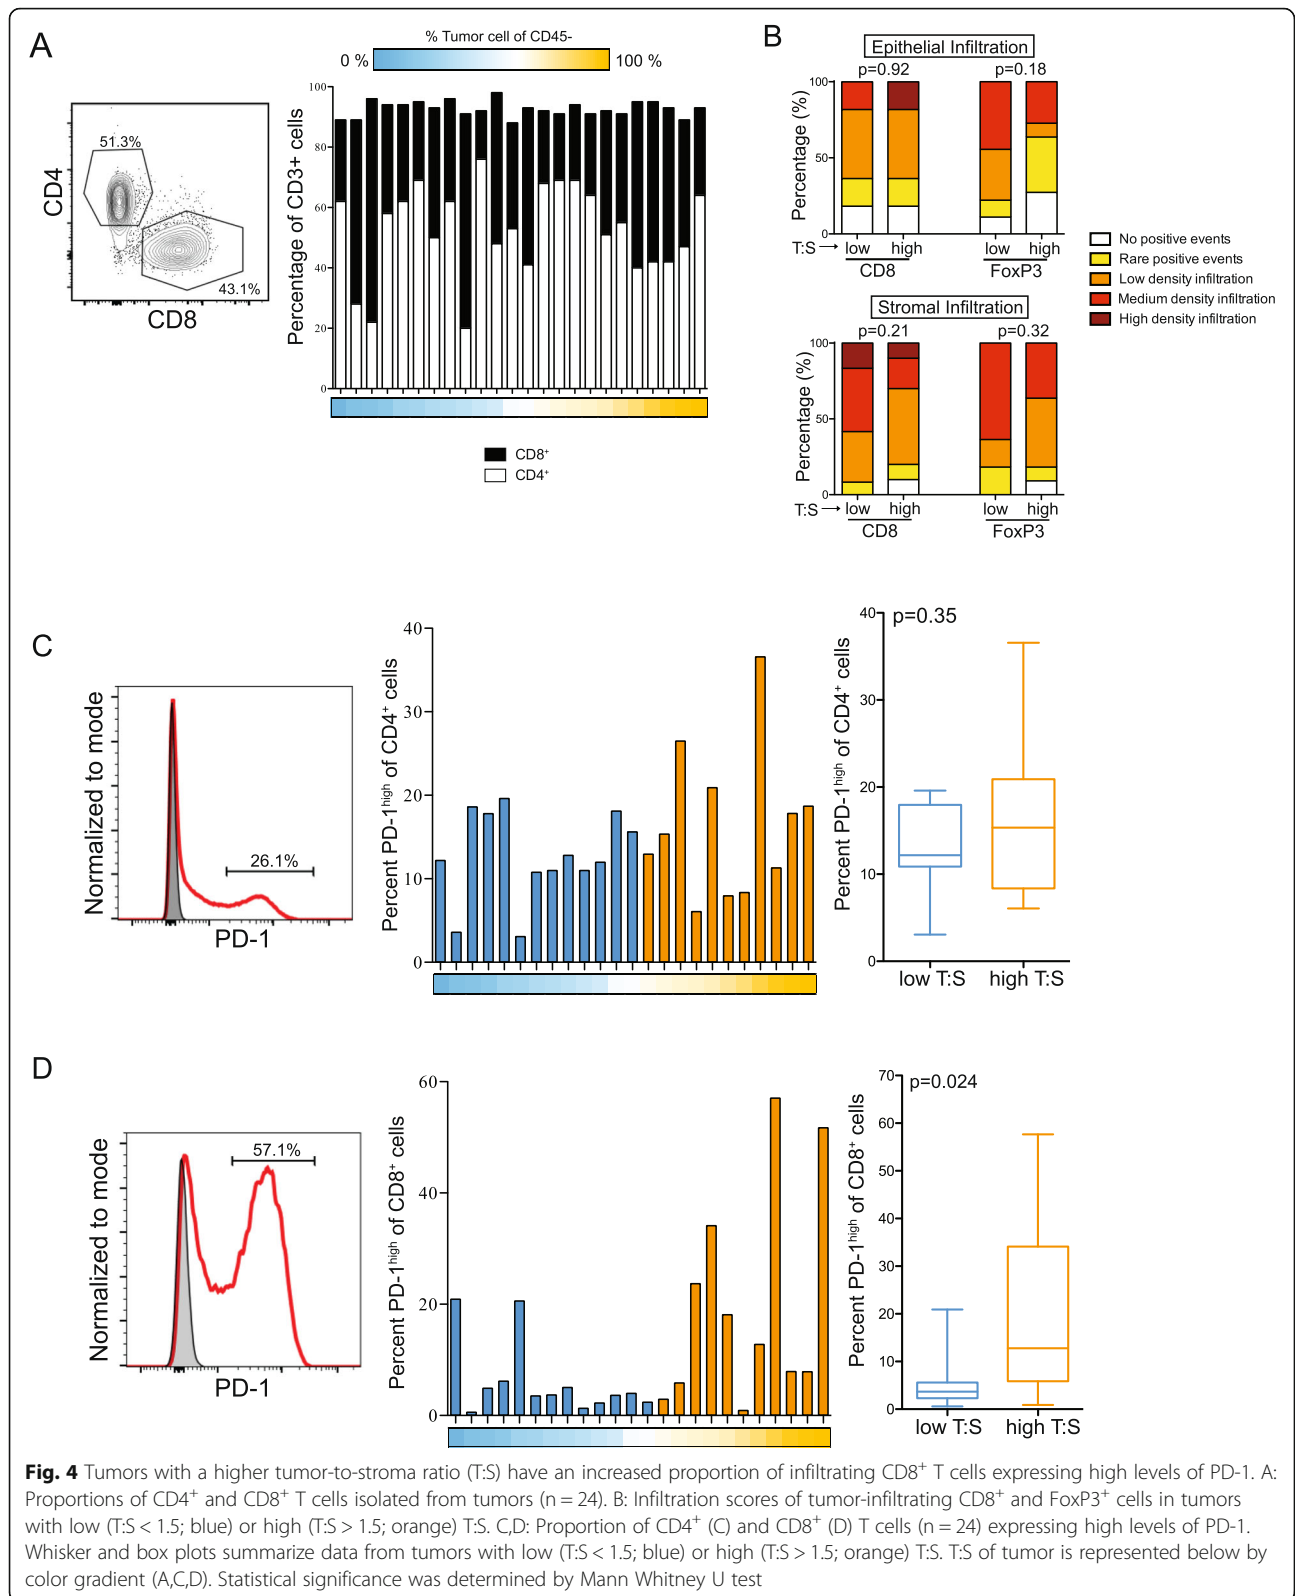 A
% Tumor cell of CD45-
0 %
100 %
51.3%
CD4
43.1%
CD8
Percentage of CD3+ cells
100
80
60
40
20
0
CD8⁺
CD4⁺
B
Epithelial Infiltration
p=0.92
p=0.18
Percentage (%)
100
50
0
T:S → low high low high
CD8 FoxP3
Stromal Infiltration
p=0.21
p=0.32
Percentage (%)
100
50
0
T:S → low high low high
CD8 FoxP3
No positive events
Rare positive events
Low density infiltration
Medium density infiltration
High density infiltration
C
Normalized to mode
26.1%
PD-1
Percent PD-1ʰⁱᵍʰ of CD4⁺ cells
40
30
20
10
0
p=0.35
Percent PD-1ʰⁱᵍʰ of CD4⁺ cells
40
30
20
10
0
low T:S high T:S
D
Normalized to mode
57.1%
PD-1
Percent PD-1ʰⁱᵍʰ of CD8⁺ cells
60
40
20
0
p=0.024
Percent PD-1ʰⁱᵍʰ of CD8⁺ cells
70
60
50
40
30
20
10
0
low T:S high T:S
Fig. 4 Tumors with a higher tumor-to-stroma ratio (T:S) have an increased proportion of infiltrating CD8⁺ T cells expressing high levels of PD-1. A:
Proportions of CD4⁺ and CD8⁺ T cells isolated from tumors (n = 24). B: Infiltration scores of tumor-infiltrating CD8⁺ and FoxP3⁺ cells in tumors
with low (T:S < 1.5; blue) or high (T:S > 1.5; orange) T:S. C,D: Proportion of CD4⁺ (C) and CD8⁺ (D) T cells (n = 24) expressing high levels of PD-1.
Whisker and box plots summarize data from tumors with low (T:S < 1.5; blue) or high (T:S > 1.5; orange) T:S. T:S of tumor is represented below by
color gradient (A,C,D). Statistical significance was determined by Mann Whitney U test